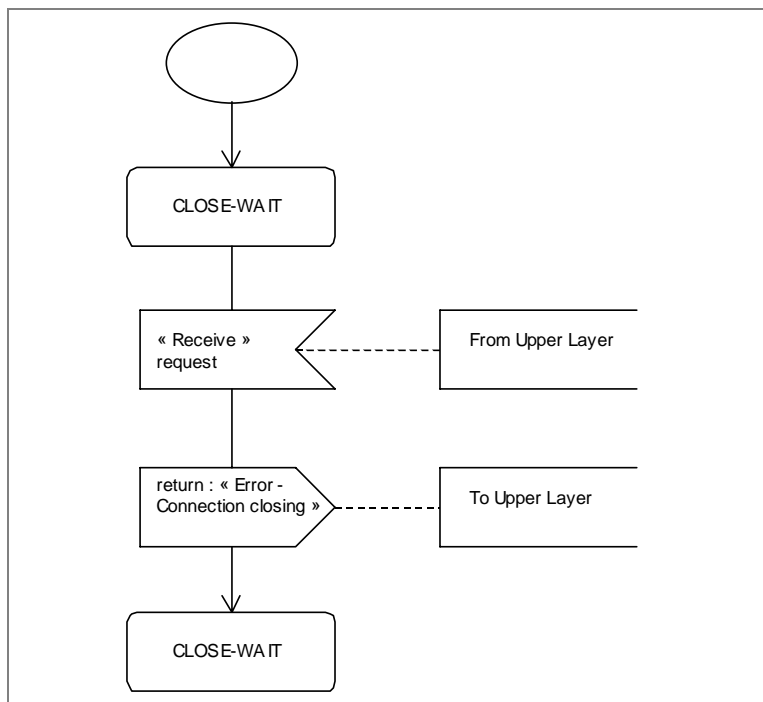 CLOSE-WAIT
« Receive »
request
From Upper Layer
return : « Error -
Connection closing »
To Upper Layer
CLOSE-WAIT